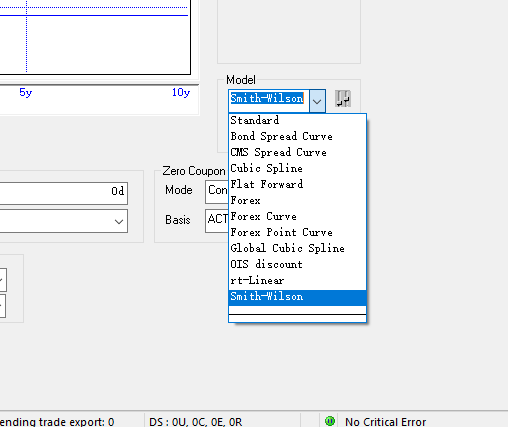 5y
10y
Model
Smith-Wilson
Standard
Bond Spread Curve
CMS Spread Curve
Cubic Spline
Flat Forward
Forex
Forex Curve
Forex Point Curve
Global Cubic Spline
OIS discount
rt-Linear
Smith-Wilson
Zero Coupon
0d
Mode
Con
Basis
ACT
ending trade export: 0
DS : 0U, 0C, 0E, 0R
No Critical Error